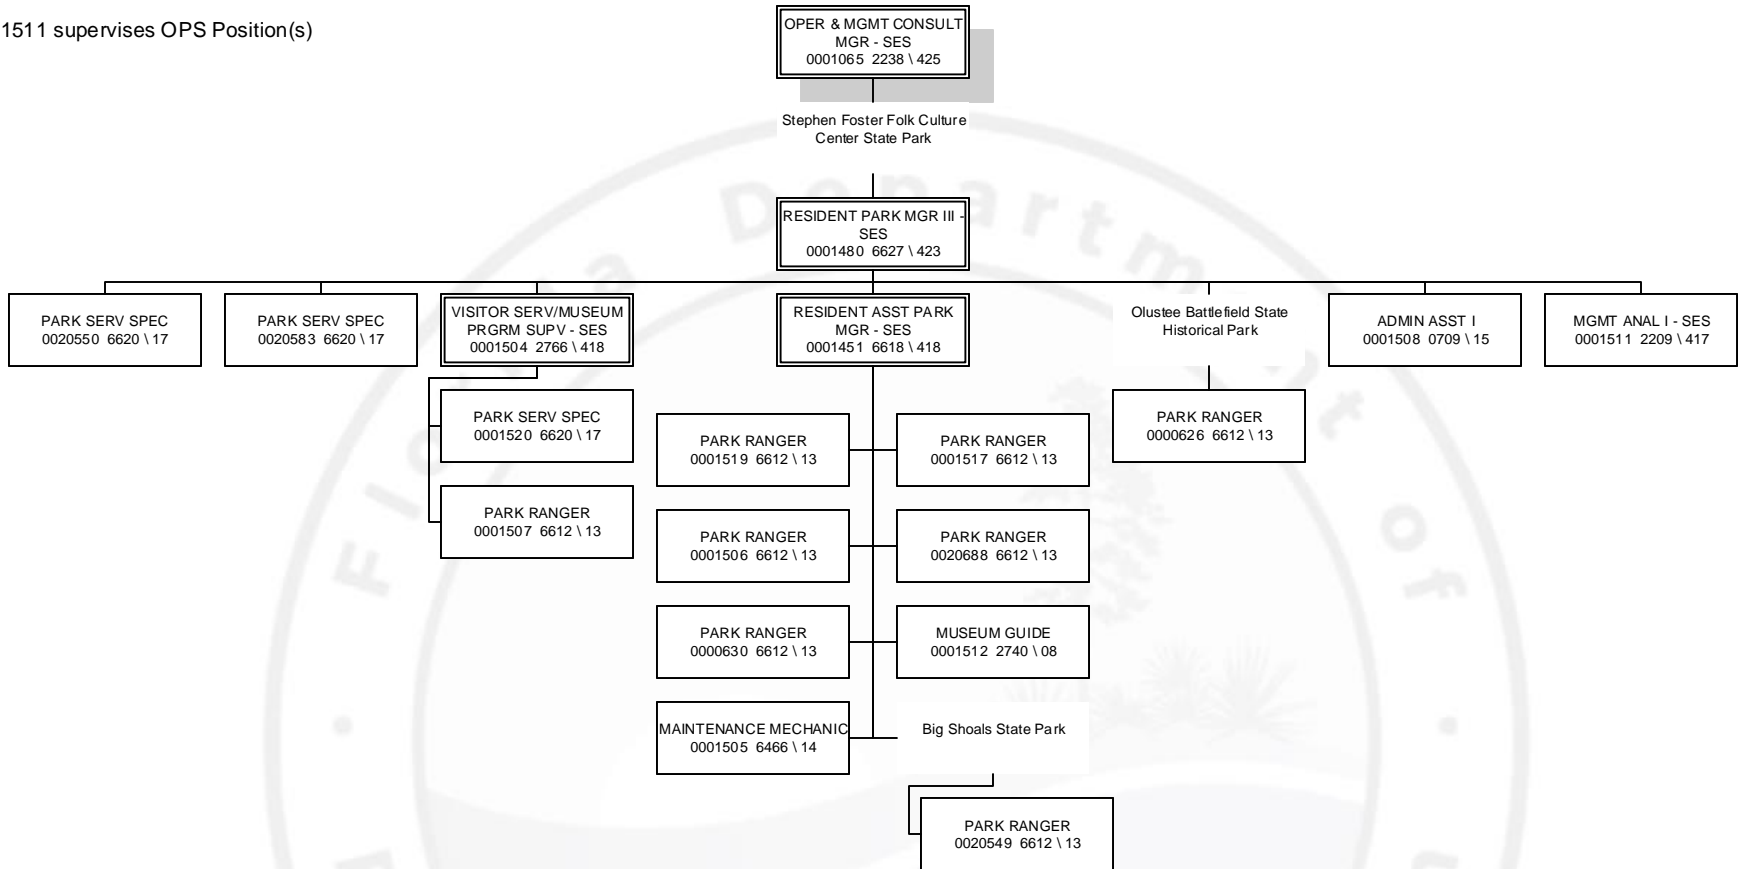 1511 supervises OPS Position(s)
OPER & MGMT CONSULT
MGR - SES
0001065 2238 \ 425
Stephen Foster Folk Culture
Center State Park
RESIDENT PARK MGR III -
SES
0001480 6627 \ 423
PARK SERV SPEC
0020550 6620 \ 17
PARK SERV SPEC
0020583 6620 \ 17
VISITOR SERV/MUSEUM
PRGRM SUPV - SES
0001504 2766 \ 418
RESIDENT ASST PARK
MGR - SES
0001451 6618 \ 418
Olustee Battlefield State
Historical Park
ADMIN ASST I
0001508 0709 \ 15
MGMT ANAL I - SES
0001511 2209 \ 417
PARK SERV SPEC
0001520 6620 \ 17
PARK RANGER
0001507 6612 \ 13
PARK RANGER
0001519 6612 \ 13
PARK RANGER
0001517 6612 \ 13
PARK RANGER
0000626 6612 \ 13
PARK RANGER
0001506 6612 \ 13
PARK RANGER
0020688 6612 \ 13
PARK RANGER
0000630 6612 \ 13
MUSEUM GUIDE
0001512 2740 \ 08
MAINTENANCE MECHANIC
0001505 6466 \ 14
Big Shoals State Park
PARK RANGER
0020549 6612 \ 13
Florida Department of